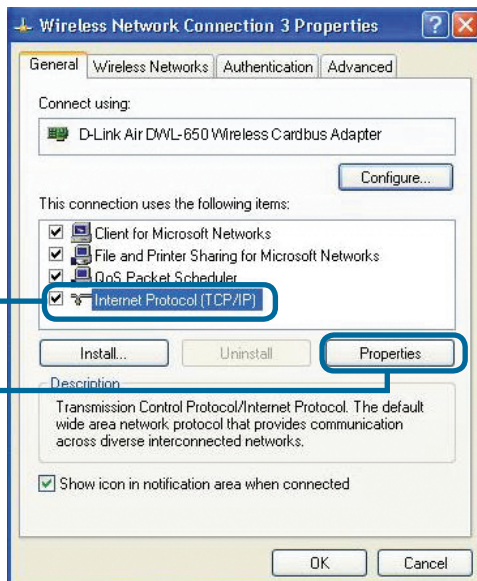 Wireless Network Connection 3 Properties
General Wireless Networks Authentication Advanced
Connect using:
D-Link Air DWL-650 Wireless Cardbus Adapter
Configure...
This connection uses the following items:
Client for Microsoft Networks
File and Printer Sharing for Microsoft Networks
QoS Packet Scheduler
Internet Protocol (TCP/IP)
Install... Uninstall Properties
Description
Transmission Control Protocol/Internet Protocol. The default
wide area network protocol that provides communication
across diverse interconnected networks.
Show icon in notification area when connected
OK Cancel